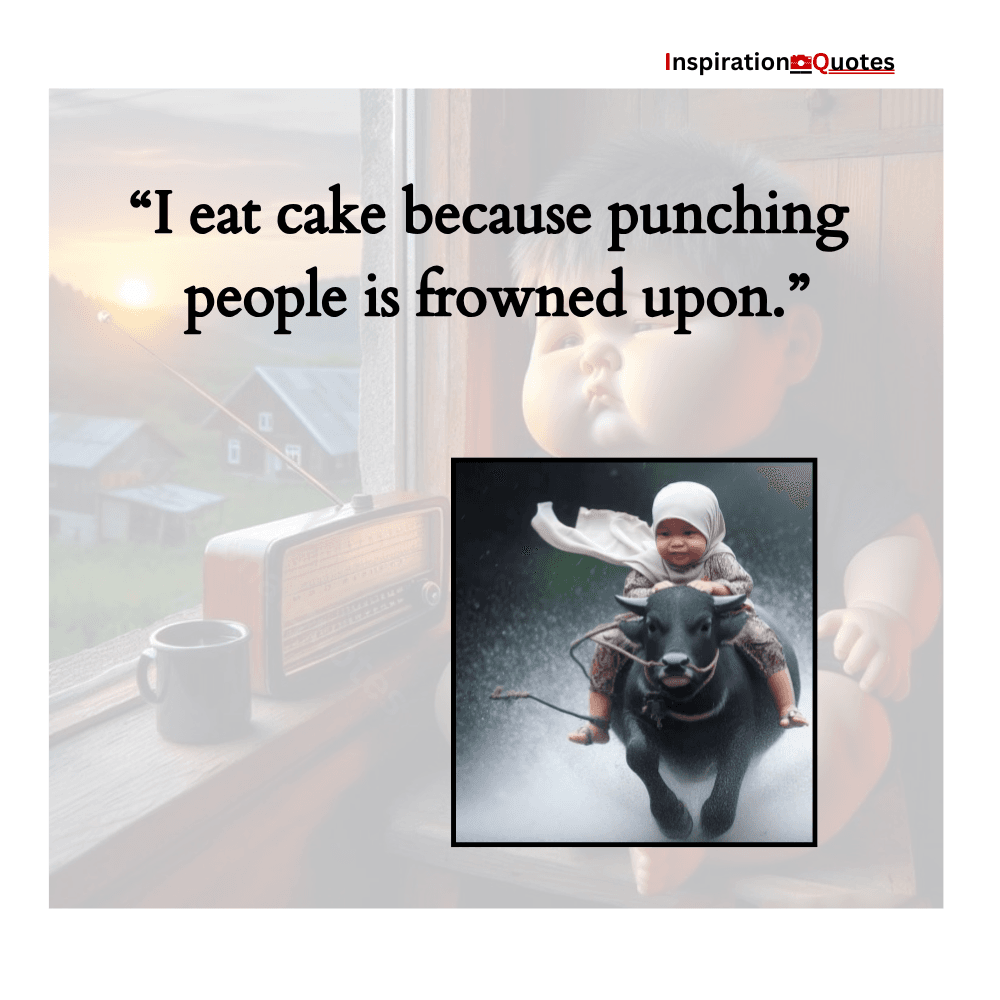 Inspiration Quotes
“I eat cake because punching
people is frowned upon.”